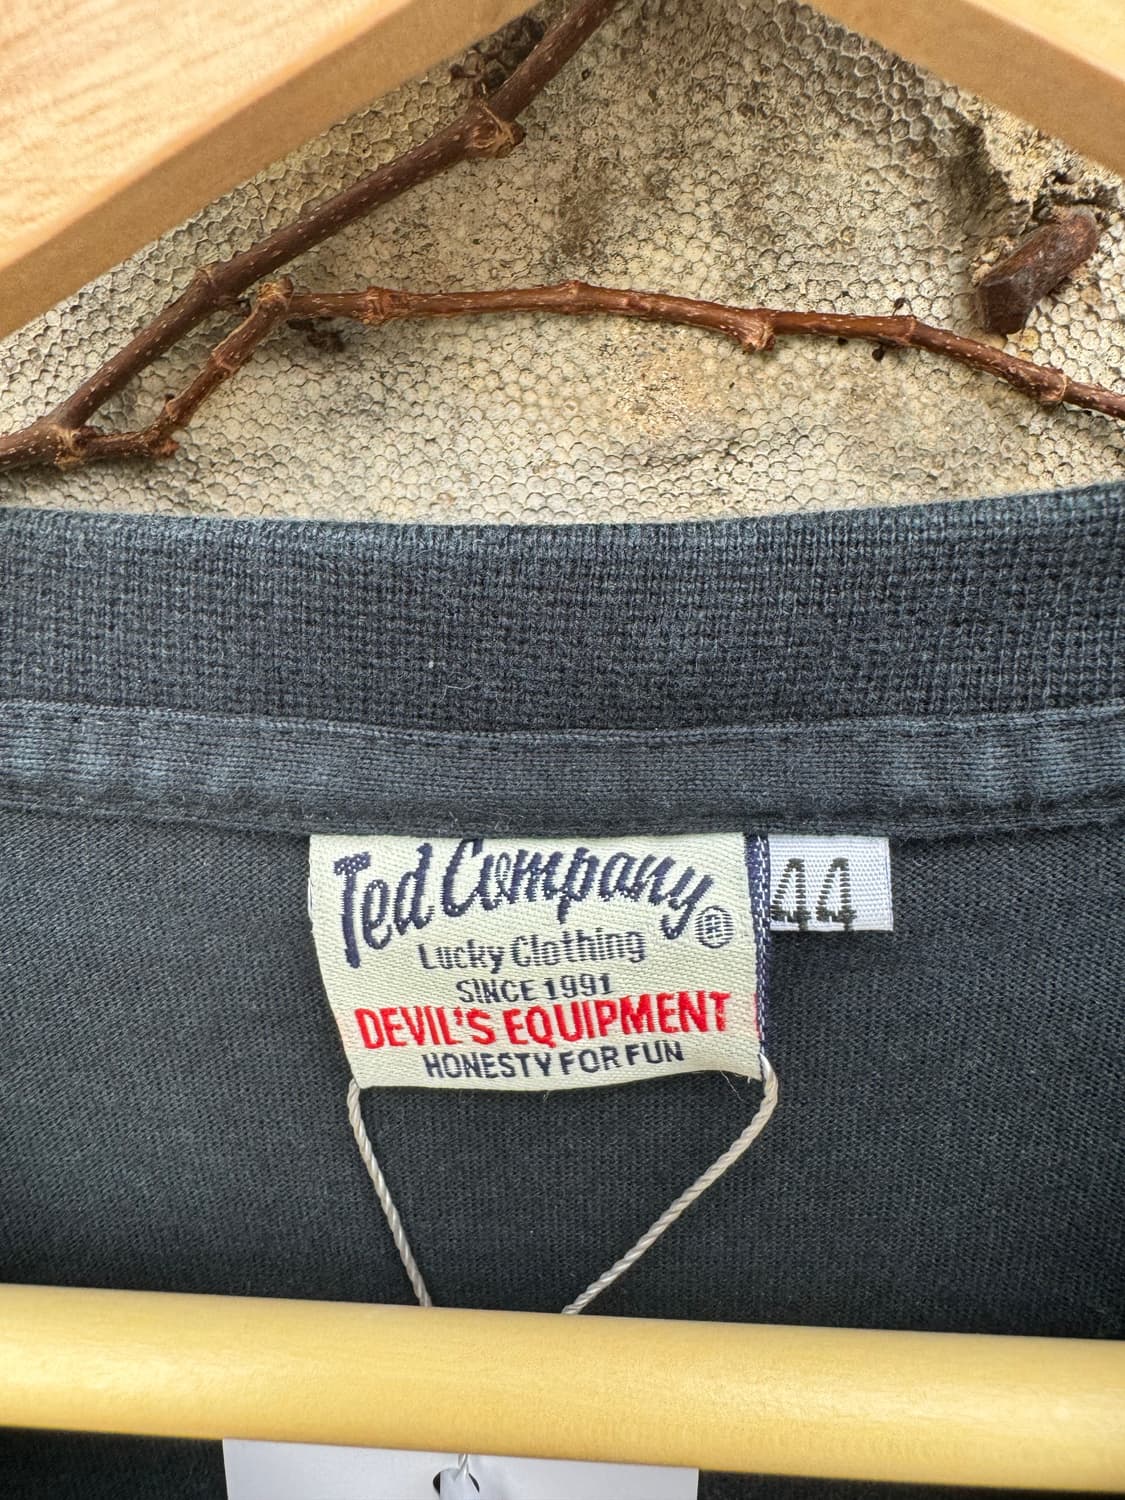 Ted Company®
Lucky Clothing
SINCE 1991
DEVIL'S EQUIPMENT
HONESTY FOR FUN
44